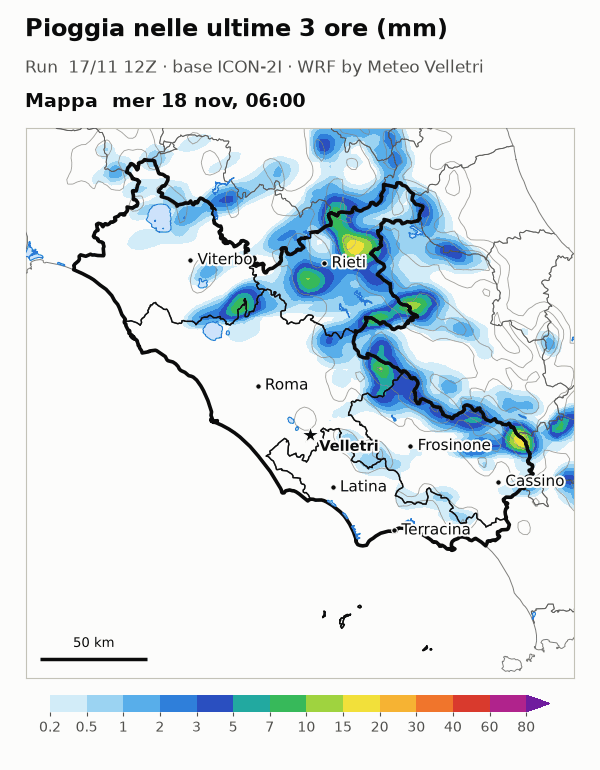 Pioggia nelle ultime 3 ore (mm)
Run 17/11 12Z · base ICON-2I · WRF by Meteo Velletri
Mappa mer 18 nov, 06:00
Viterbo
Rieti
Roma
Velletri
Frosinone
Latina
Cassino
Terracina
50 km
0.2 0.5 1 2 3 5 7 10 15 20 30 40 60 80